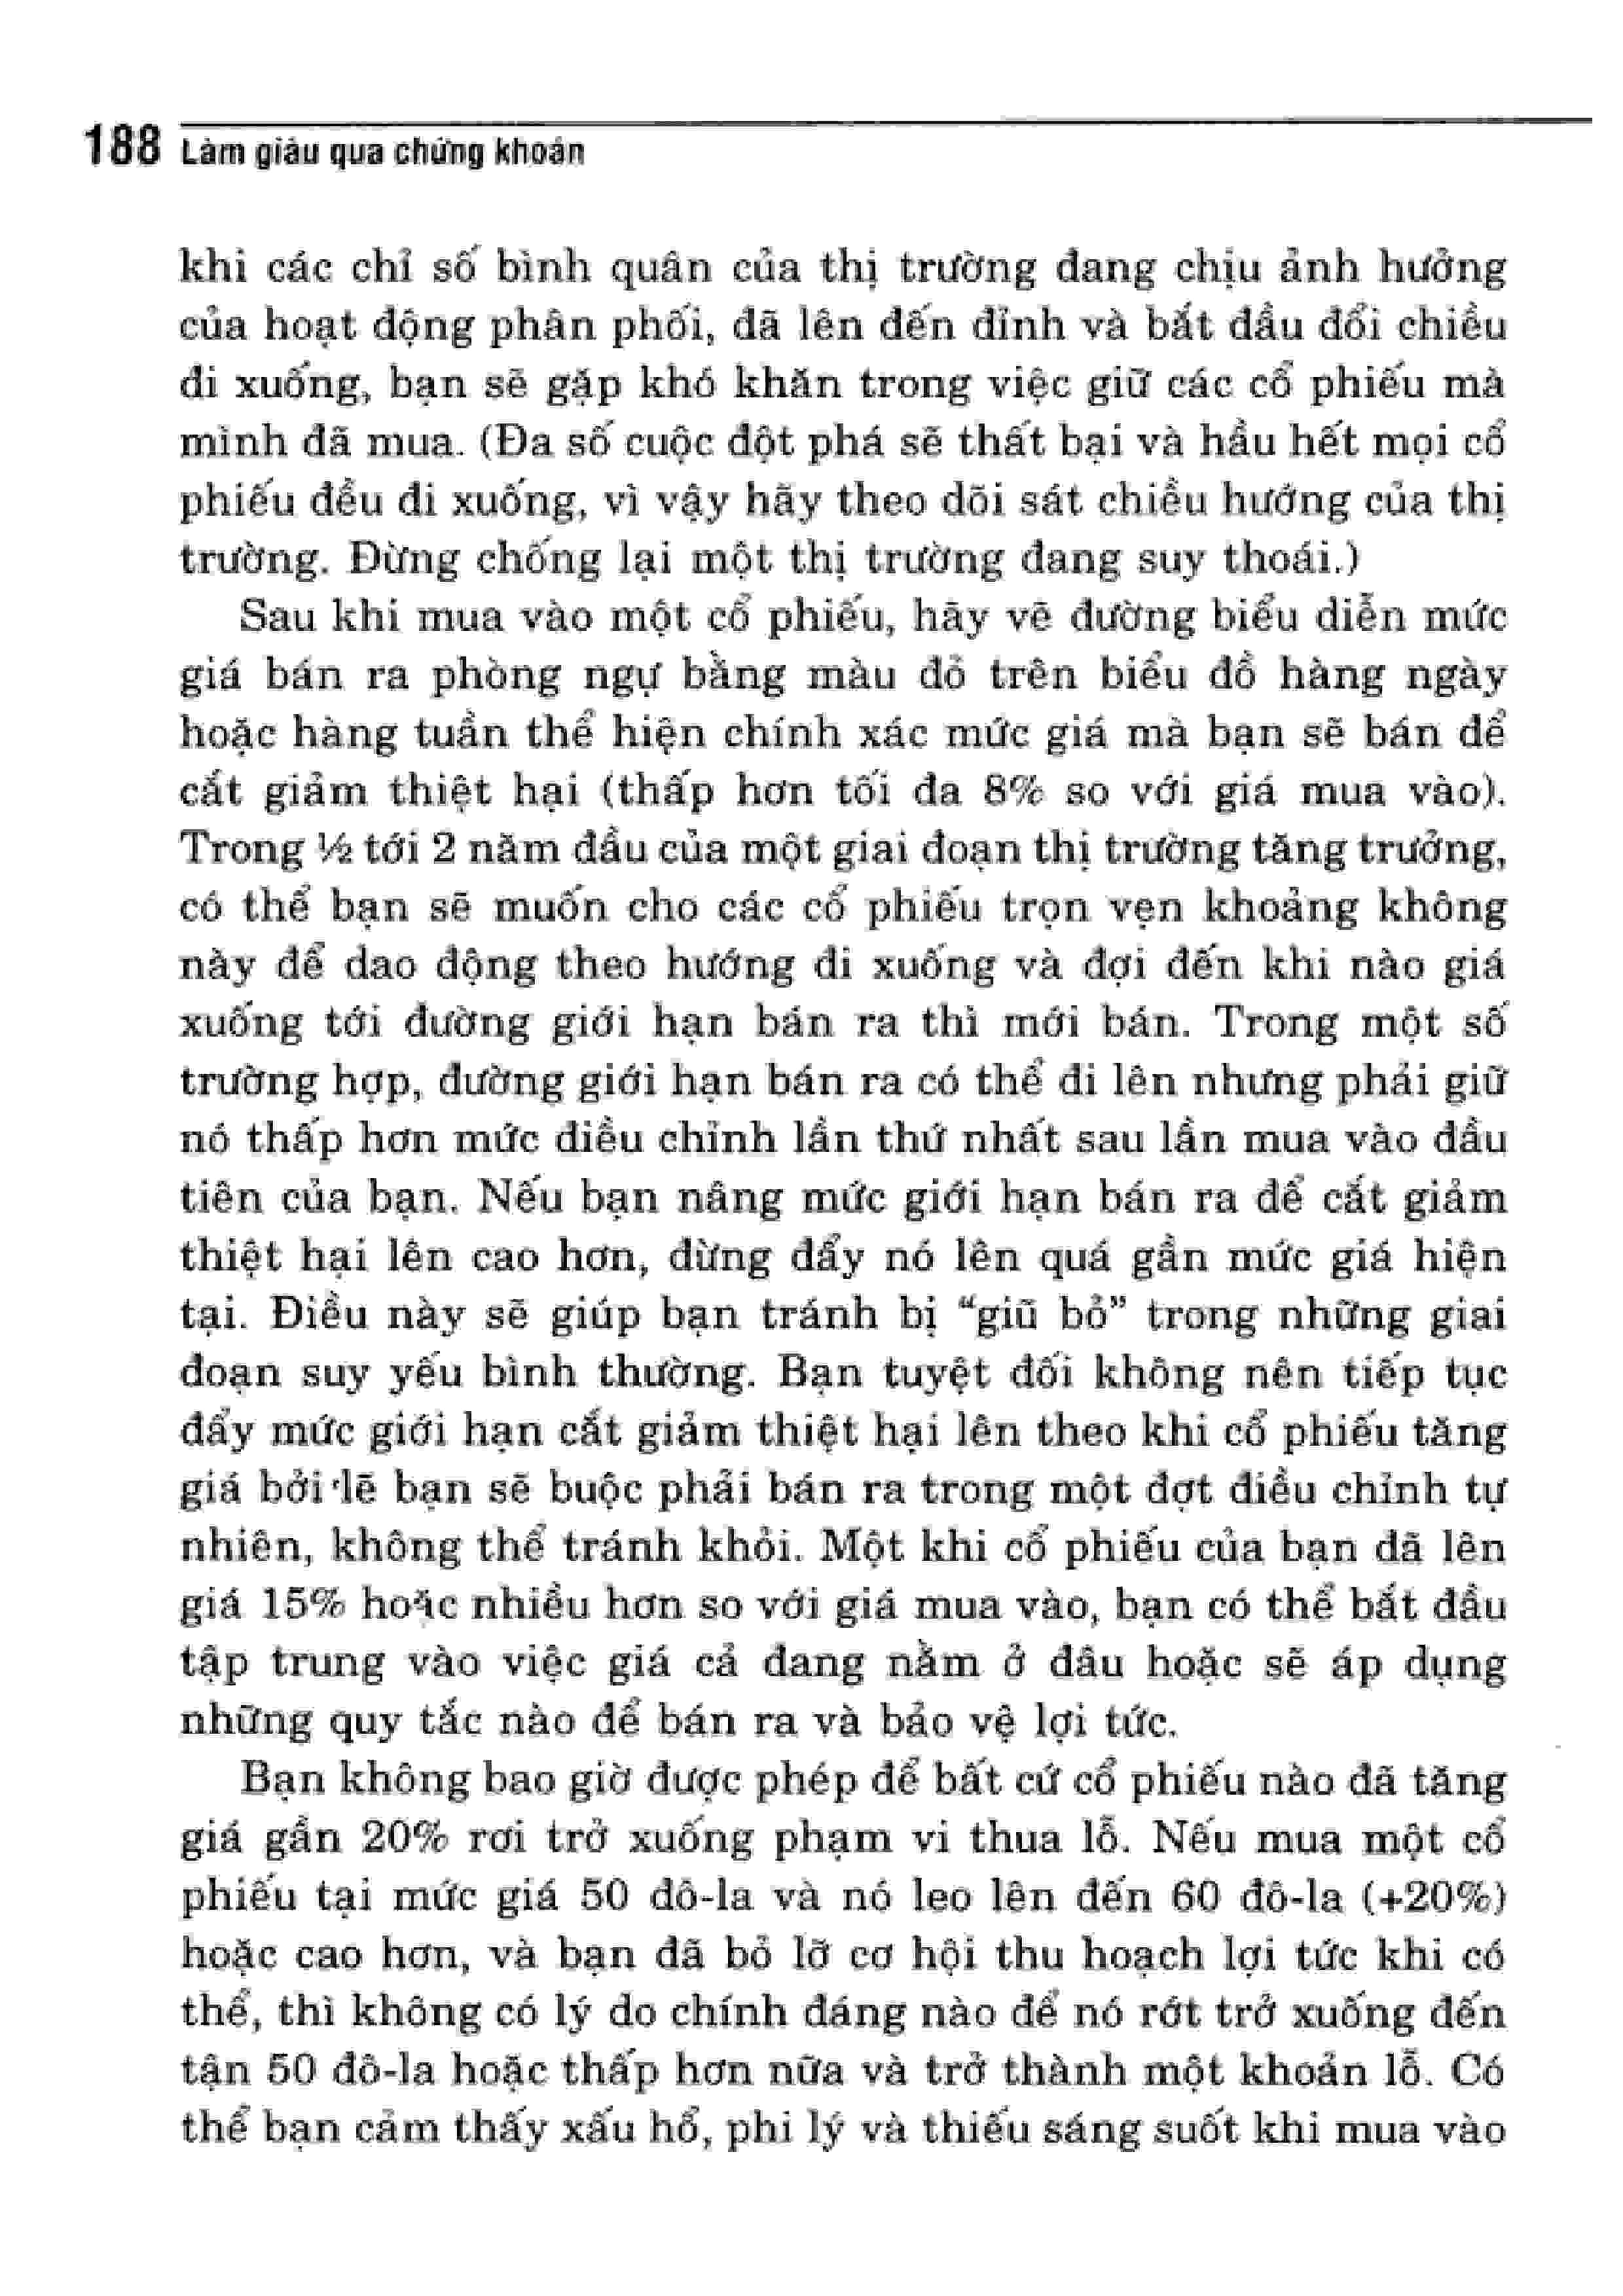 188 Làm giàu qua chứng khoán
khi các chỉ số bình quân của thị trường đang chịu ảnh hưởng
của hoạt động phân phối, đã lên đến đỉnh và bắt đầu đổi chiều
đi xuống, bạn sẽ gặp khó khăn trong việc giữ các cổ phiếu mà
mình đã mua. (Đa số cuộc đột phá sẽ thất bại và hầu hết mọi cổ
phiếu đều đi xuống, vì vậy hãy theo dõi sát chiều hướng của thị
trường. Đừng chống lại một thị trường đang suy thoái.)
Sau khi mua vào một cổ phiếu, hãy vẽ đường biểu diễn mức
giá bán ra phòng ngự bằng màu đỏ trên biểu đồ hàng ngày
hoặc hàng tuần thể hiện chính xác mức giá mà bạn sẽ bán để
cắt giảm thiệt hại (thấp hơn tối đa 8% so với giá mua vào).
Trong ½ tới 2 năm đầu của một giai đoạn thị trường tăng trưởng,
có thể bạn sẽ muốn cho các cổ phiếu trọn vẹn khoảng không
này để dao động theo hướng đi xuống và đợi đến khi nào giá
xuống tới đường giới hạn bán ra thì mới bán. Trong một số
trường hợp, đường giới hạn bán ra có thể đi lên nhưng phải giữ
nó thấp hơn mức điều chỉnh lần thứ nhất sau lần mua vào đầu
tiên của bạn. Nếu bạn nâng mức giới hạn bán ra để cắt giảm
thiệt hại lên cao hơn, đừng đẩy nó lên quá gần mức giá hiện
tại. Điều này sẽ giúp bạn tránh bị “giũ bỏ” trong những giai
đoạn suy yếu bình thường. Bạn tuyệt đối không nên tiếp tục
đẩy mức giới hạn cắt giảm thiệt hại lên theo khi cổ phiếu tăng
giá bởi lẽ bạn sẽ buộc phải bán ra trong một đợt điều chỉnh tự
nhiên, không thể tránh khỏi. Một khi cổ phiếu của bạn đã lên
giá 15% hoặc nhiều hơn so với giá mua vào, bạn có thể bắt đầu
tập trung vào việc giá cả đang nằm ở đâu hoặc sẽ áp dụng
những quy tắc nào để bán ra và bảo vệ lợi tức.
Bạn không bao giờ được phép để bất cứ cổ phiếu nào đã tăng
giá gần 20% rơi trở xuống phạm vi thua lỗ. Nếu mua một cổ
phiếu tại mức giá 50 đô-la và nó leo lên đến 60 đô-la (+20%)
hoặc cao hơn, và bạn đã bỏ lỡ cơ hội thu hoạch lợi tức khi có
thể, thì không có lý do chính đáng nào để nó rớt trở xuống đến
tận 50 đô-la hoặc thấp hơn nữa và trở thành một khoản lỗ. Có
thể bạn cảm thấy xấu hổ, phi lý và thiếu sáng suốt khi mua vào